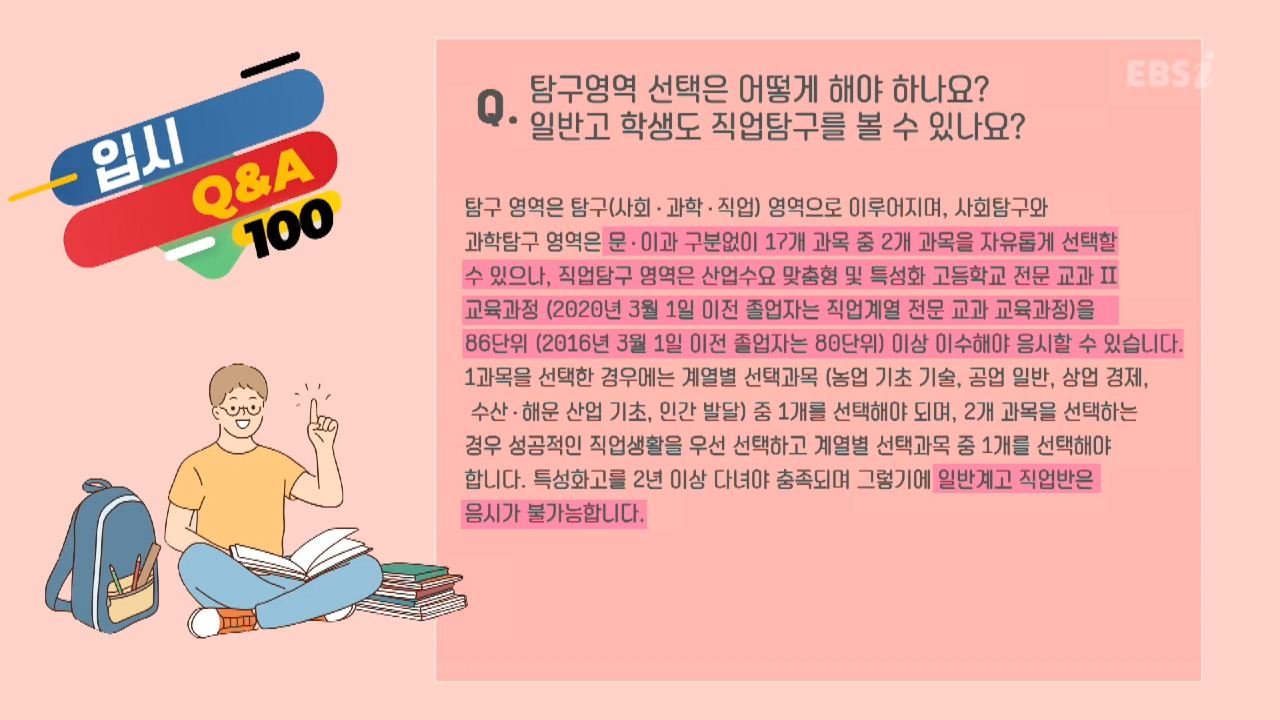 입시
Q&A
100
EBSi
Q. 탐구영역 선택은 어떻게 해야 하나요?
일반고 학생도 직업탐구를 볼 수 있나요?
탐구 영역은 탐구(사회·과학·직업) 영역으로 이루어지며, 사회탐구와
과학탐구 영역은 문·이과 구분없이 17개 과목 중 2개 과목을 자유롭게 선택할
수 있으나, 직업탐구 영역은 산업수요 맞춤형 및 특성화 고등학교 전문 교과 II
교육과정 (2020년 3월 1일 이전 졸업자는 직업계열 전문 교과 교육과정)을
86단위 (2016년 3월 1일 이전 졸업자는 80단위) 이상 이수해야 응시할 수 있습니다.
1과목을 선택한 경우에는 계열별 선택과목 (농업 기초 기술, 공업 일반, 상업 경제,
수산·해운 산업 기초, 인간 발달) 중 1개를 선택해야 되며, 2개 과목을 선택하는
경우 성공적인 직업생활을 우선 선택하고 계열별 선택과목 중 1개를 선택해야
합니다. 특성화고를 2년 이상 다녀야 충족되며 그렇기에 일반계고 직업반은
응시가 불가능합니다.